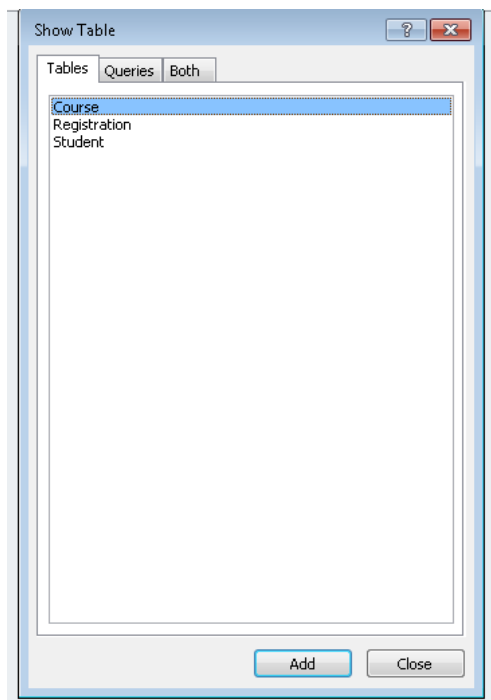 Show Table
?
Tables Queries Both
Course
Registration
Student
Add Close